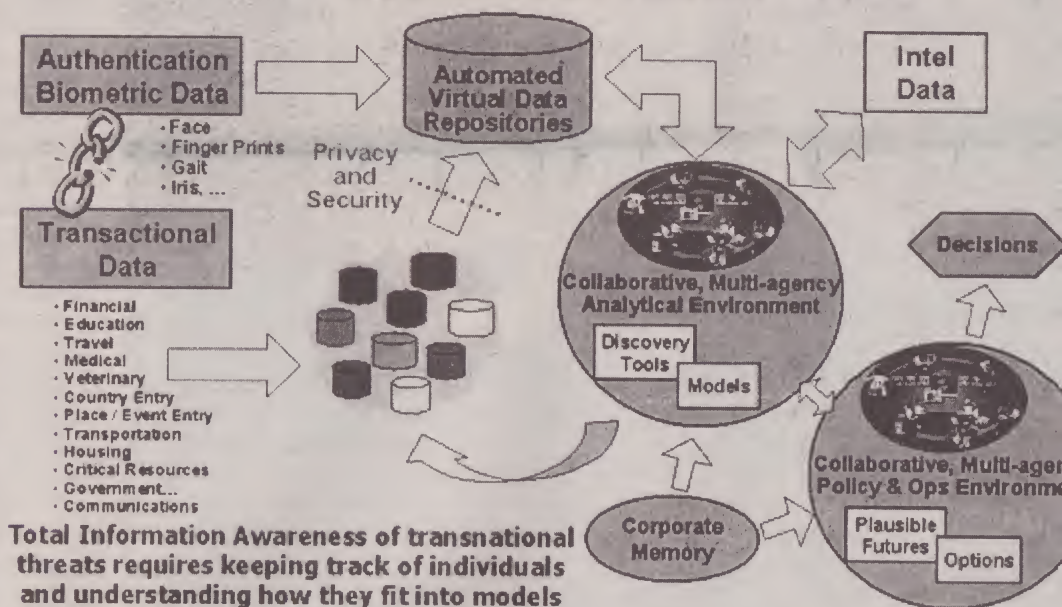 Authentication
Biometric Data
• Face
• Finger Prints
• Gait
• Iris, ...
Transactional
Data
• Financial
• Education
• Travel
• Medical
• Veterinary
• Country Entry
• Place / Event Entry
• Transportation
• Housing
• Critical Resources
• Government...
• Communications
Automated
Virtual Data
Repositories
Privacy
and
Security
Intel
Data
Collaborative, Multi-agency
Analytical Environment
Discovery
Tools
Models
Decisions
Collaborative, Multi-agen
Policy & Ops Environme
Plausible
Futures
Options
Corporate
Memory
Total Information Awareness of transnational
threats requires keeping track of individuals
and understanding how they fit into models